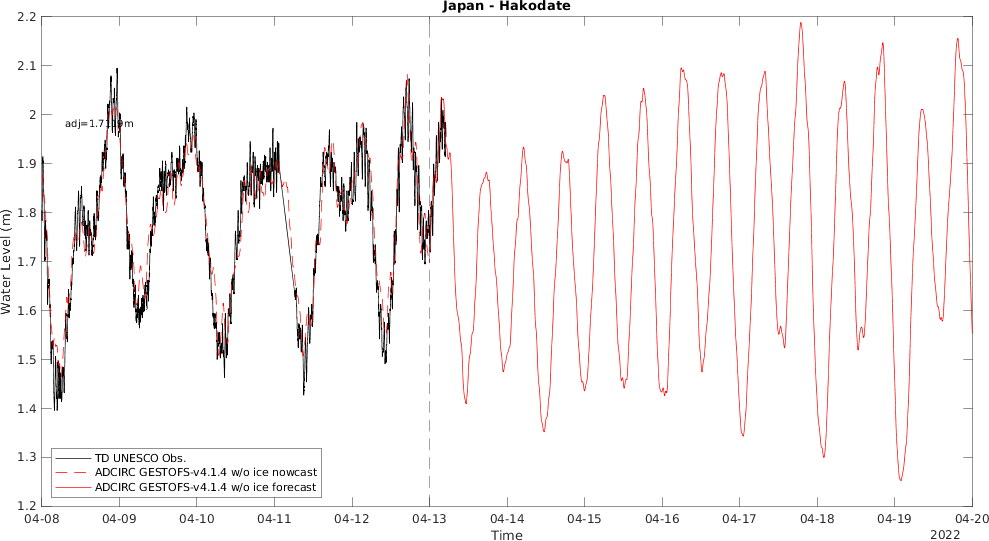 Japan - Hakodate
2.2
2.1
2
1.9
1.8
1.7
1.6
1.5
1.4
1.3
1.2
Water Level (m)
TD UNESCO Obs.
ADCIRC GESTOFS-v4.1.4 w/o ice nowcast
ADCIRC GESTOFS-v4.1.4 w/o ice forecast
04-08 04-09 04-10 04-11 04-12 04-13 04-14 04-15 04-16 04-17 04-18 04-19 04-20
Time
2022